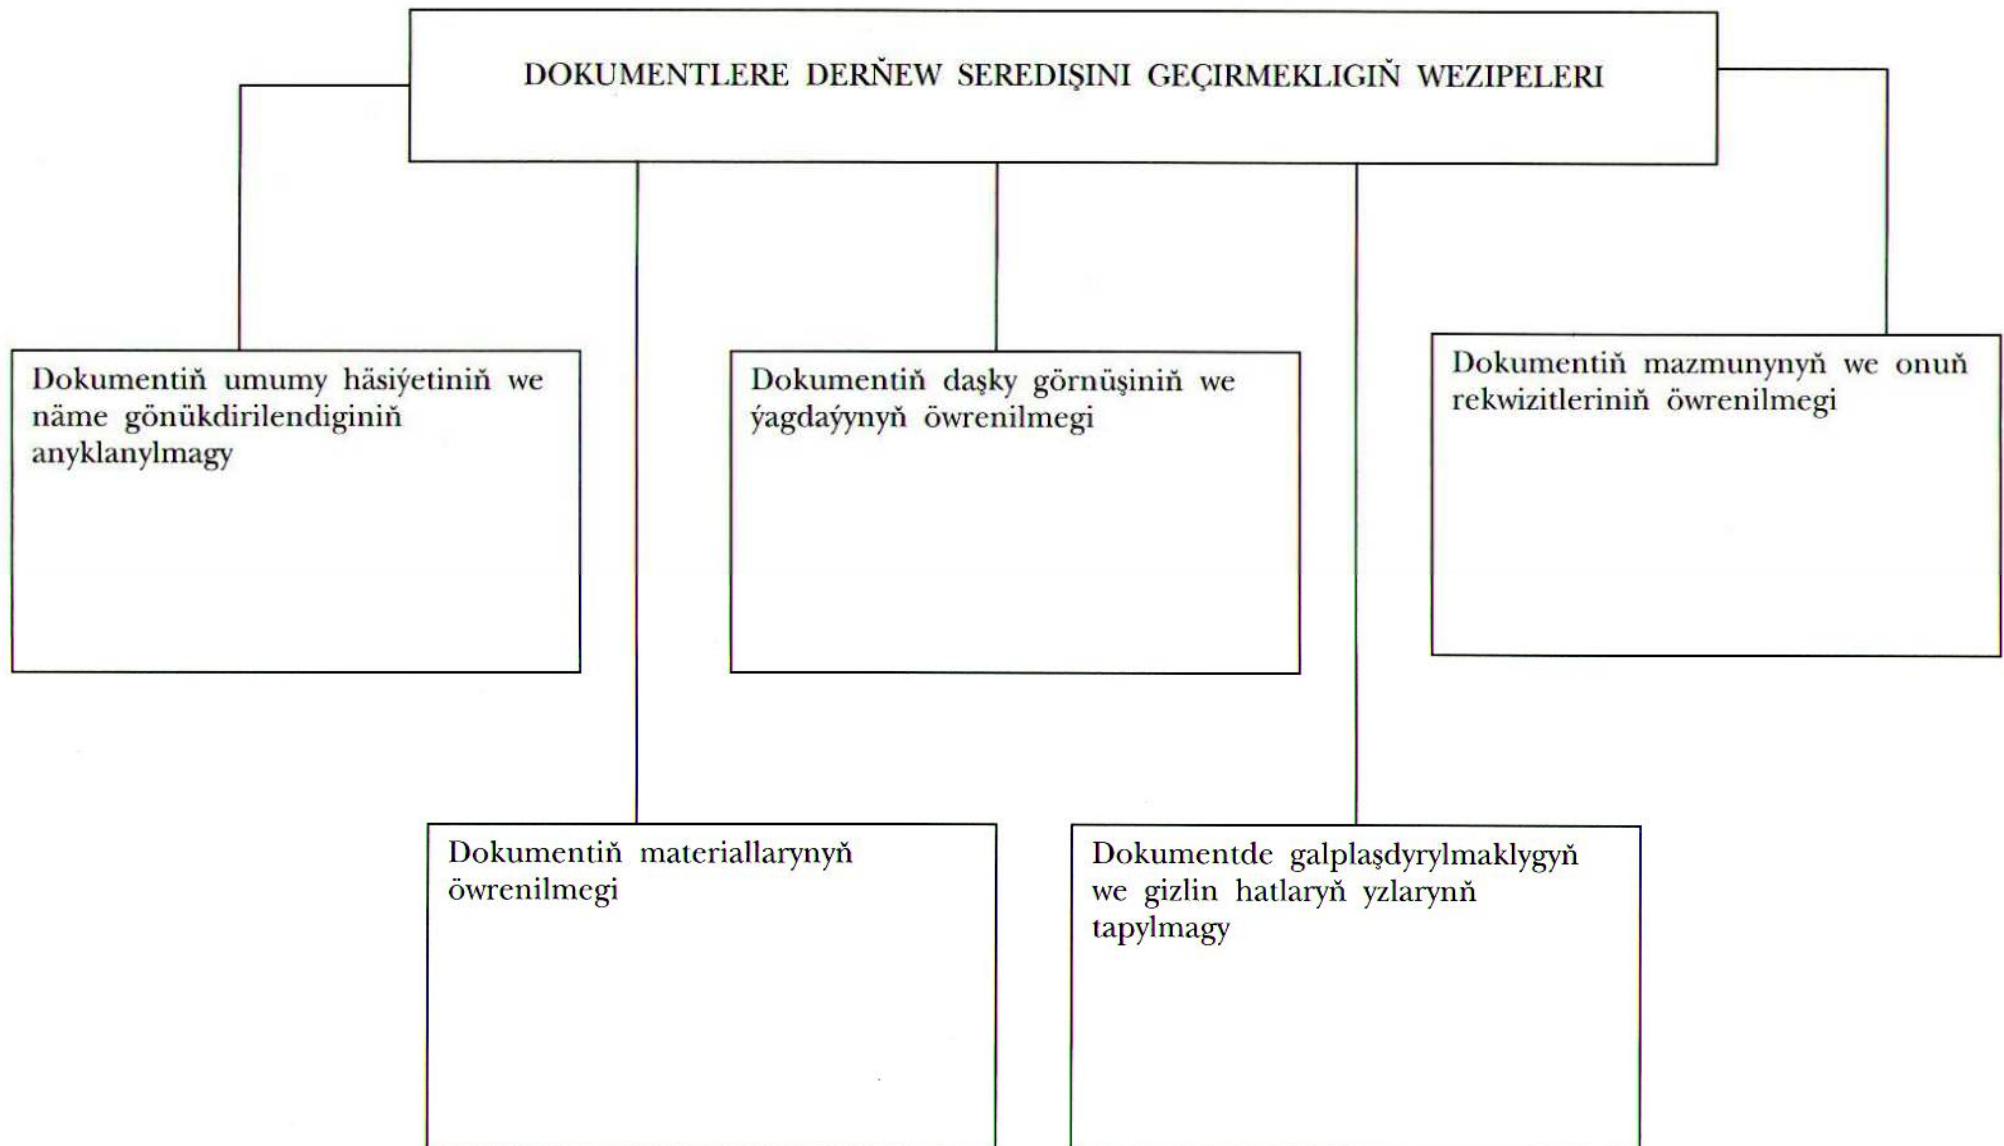 DOKUMENTLERE DERŇEW SEREDIŞINI GEÇIRMEKLIGIŇ WEZIPELERI
Dokumentiň umumy häsiýetiniň we
näme gönükdirilendiginiň
anyklanylmagy
Dokumentiň daşky görnüşiniň we
ýagdaýynyň öwrenilmegi
Dokumentiň mazmunynyň we onuň
rekwizitleriniň öwrenilmegi
Dokumentiň materiallarynyň
öwrenilmegi
Dokumentde galplaşdyrylmaklygyň
we gizlin hatlaryň yzlarynň
tapylmagy